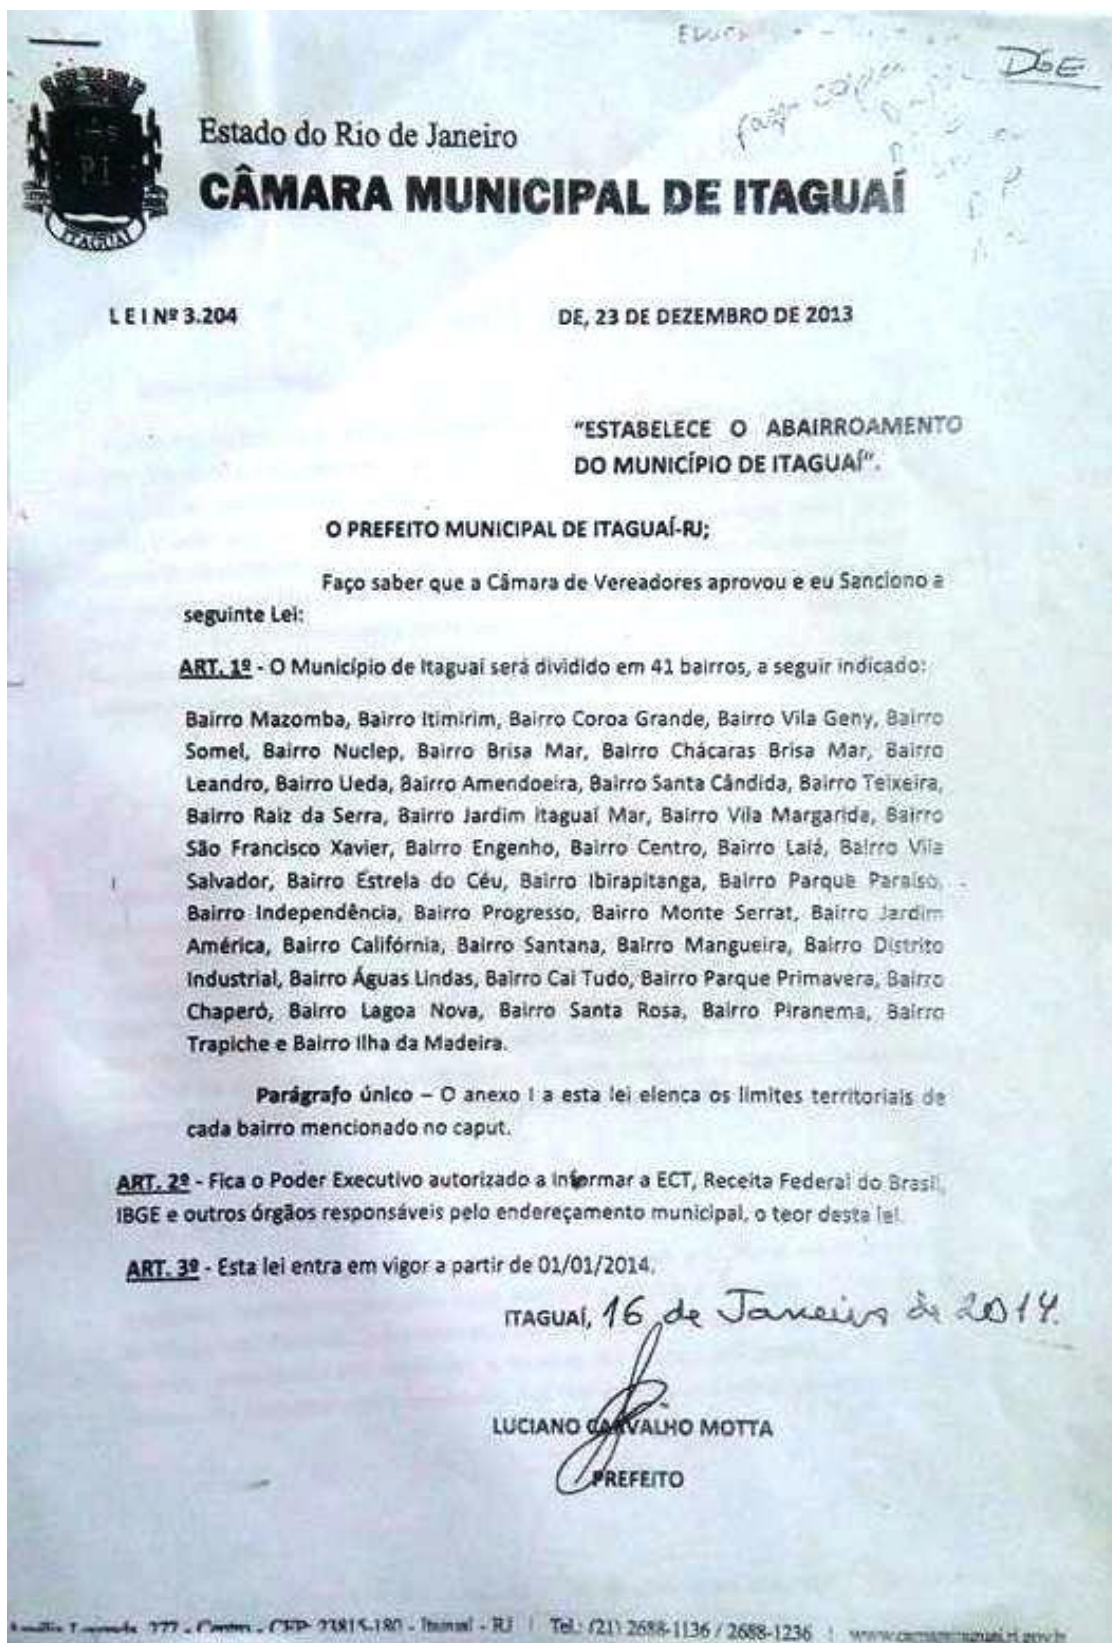 DGE
Estado do Rio de Janeiro
CÂMARA MUNICIPAL DE ITAGUAÍ
ITAGUAÍ
L E I Nº 3.204 DE, 23 DE DEZEMBRO DE 2013
"ESTABELECE O ABAIRROAMENTO
DO MUNICÍPIO DE ITAGUAÍ".
O PREFEITO MUNICIPAL DE ITAGUAÍ-RJ;
Faço saber que a Câmara de Vereadores aprovou e eu Sanciono a
seguinte Lei:
ART. 1º - O Município de Itaguaí será dividido em 41 bairros, a seguir indicado:
Bairro Mazomba, Bairro Itimirim, Bairro Coroa Grande, Bairro Vila Geny, Bairro
Somel, Bairro Nuclep, Bairro Brisa Mar, Bairro Chácaras Brisa Mar, Bairro
Leandro, Bairro Ueda, Bairro Amendoeira, Bairro Santa Cândida, Bairro Teixeira,
Bairro Raiz da Serra, Bairro Jardim Itaguaí Mar, Bairro Vila Margarida, Bairro
São Francisco Xavier, Bairro Engenho, Bairro Centro, Bairro Laiá, Bairro Vila
Salvador, Bairro Estrela do Céu, Bairro Ibirapitanga, Bairro Parque Paraíso,
Bairro Independência, Bairro Progresso, Bairro Monte Serrat, Bairro Jardim
América, Bairro Califórnia, Bairro Santana, Bairro Mangueira, Bairro Distrito
Industrial, Bairro Águas Lindas, Bairro Cai Tudo, Bairro Parque Primavera, Bairro
Chaperó, Bairro Lagoa Nova, Bairro Santa Rosa, Bairro Piranema, Bairro
Trapiche e Bairro Ilha da Madeira.
Parágrafo único – O anexo I a esta lei elenca os limites territoriais de
cada bairro mencionado no caput.
ART. 2º - Fica o Poder Executivo autorizado a informar a ECT, Receita Federal do Brasil,
IBGE e outros órgãos responsáveis pelo endereçamento municipal, o teor desta lei.
ART. 3º - Esta lei entra em vigor a partir de 01/01/2014.
ITAGUAÍ, 16 de Janeiro de 2014.
LUCIANO CARVALHO MOTTA
PREFEITO
277 - Centro - CEP: 23815-180 - Itaguaí - RJ | Tel.: (21) 2688-1136 / 2688-1236 |